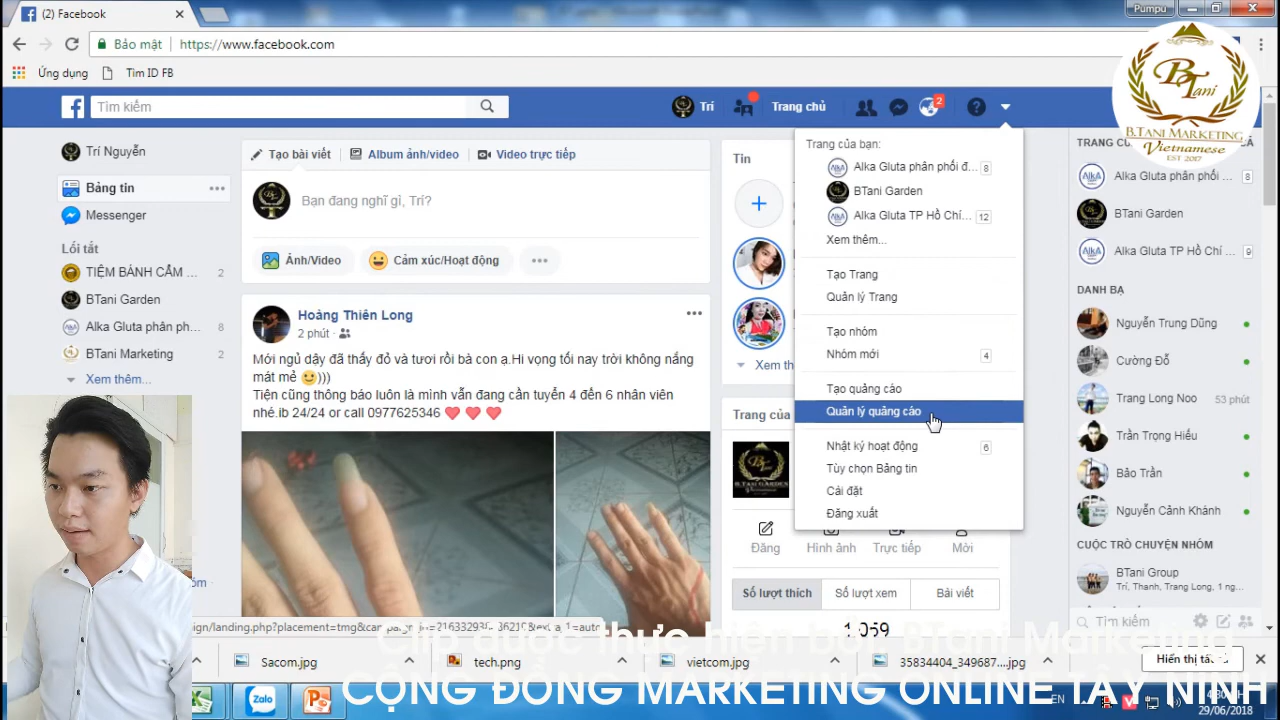 (2) Facebook
Pumpu
Bảo mật
https://www.facebook.com
Ứng dụng
Tìm ID FB
B.TANI MARKETING
Vietnamese
EST 2017
Tìm kiếm
Trí
Trang chủ
2
Trí Nguyễn
Bảng tin
Messenger
Lối tắt
TIỆM BÁNH CẨM ...
2
BTani Garden
Alka Gluta phân ph...
8
BTani Marketing
2
Xem thêm...
Tạo bài viết
Album ảnh/video
Video trực tiếp
Bạn đang nghĩ gì, Trí?
Ảnh/Video
Cảm xúc/Hoạt động
Hoàng Thiên Long
2 phút
Mới ngủ dậy đã thấy đỏ và tươi rồi bà con ạ.Hi vọng tối nay trời không nắng
mát mẻ 😉)))
Tiện cũng thông báo luôn là mình vẫn đang cần tuyển 4 đến 6 nhân viên
nhé.ib 24/24 or call 0977625346 ❤️ ❤️ ❤️
Tin
Xem th
Trang của
BTANI GARDEN
Đăng
Hình ảnh
Trực tiếp
Mời
Số lượt thích
Số lượt xem
Bài viết
1.059
Trang của bạn:
Alka Gluta phân phối đ...
8
BTani Garden
Alka Gluta TP Hồ Chí...
12
Xem thêm...
Tạo Trang
Quản lý Trang
Tạo nhóm
Nhóm mới
4
Tạo quảng cáo
Quản lý quảng cáo
Nhật ký hoạt động
6
Tùy chọn Bảng tin
Cài đặt
Đăng xuất
Alka Gluta phân phối ...
8
BTani Garden
Alka Gluta TP Hồ Chí ...
9
DANH BẠ
Nguyễn Trung Dũng
Cường Đỗ
Trang Long Noo
53 phút
Trần Trọng Hiếu
Bảo Trần
Nguyễn Cảnh Khánh
CUỘC TRÒ CHUYỆN NHÓM
BTani Group
Trí, Thanh, Trang Long, 1 ng...
Tìm kiếm
Clip được thực hiện bởi BTani Marketing
Sacom.jpg
tech.png
vietcom.jpg
35834404_349687....jpg
CỘNG ĐỒNG MARKETING ONLINE TÂY NINH
Zalo
EN
29/06/2018